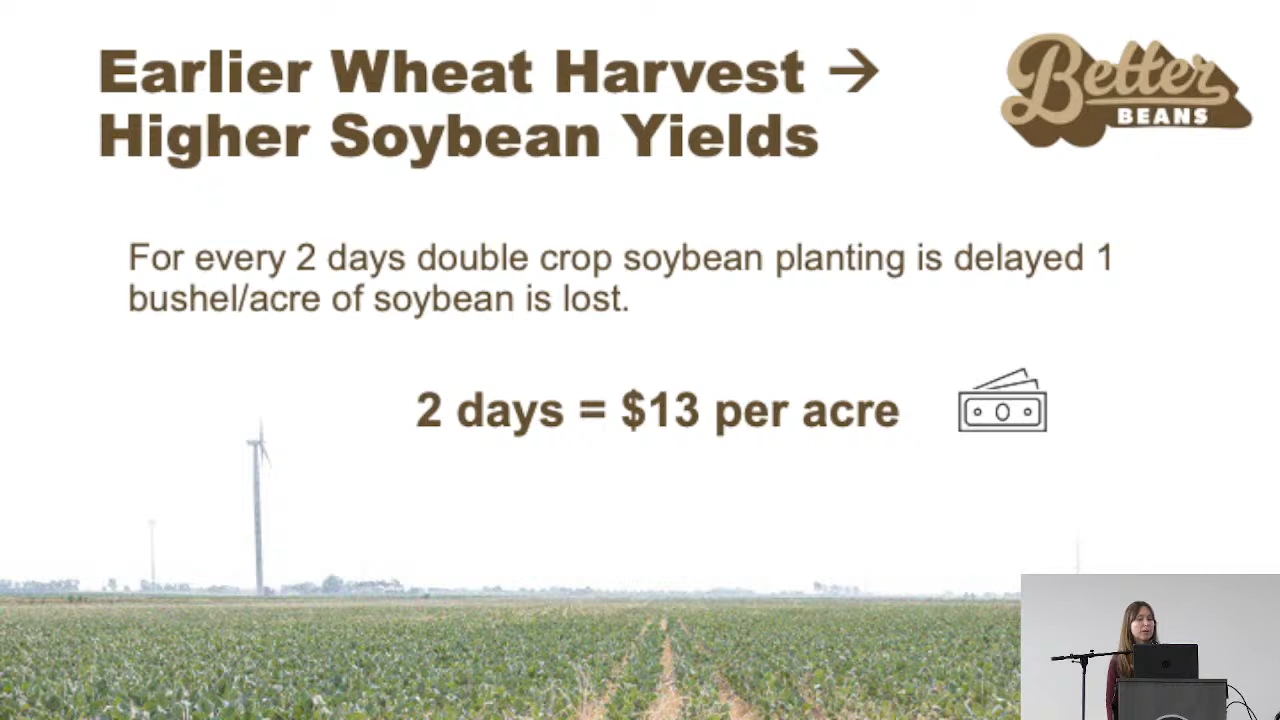 Earlier Wheat Harvest →
Higher Soybean Yields
Better
BEANS
For every 2 days double crop soybean planting is delayed 1
bushel/acre of soybean is lost.
2 days = $13 per acre